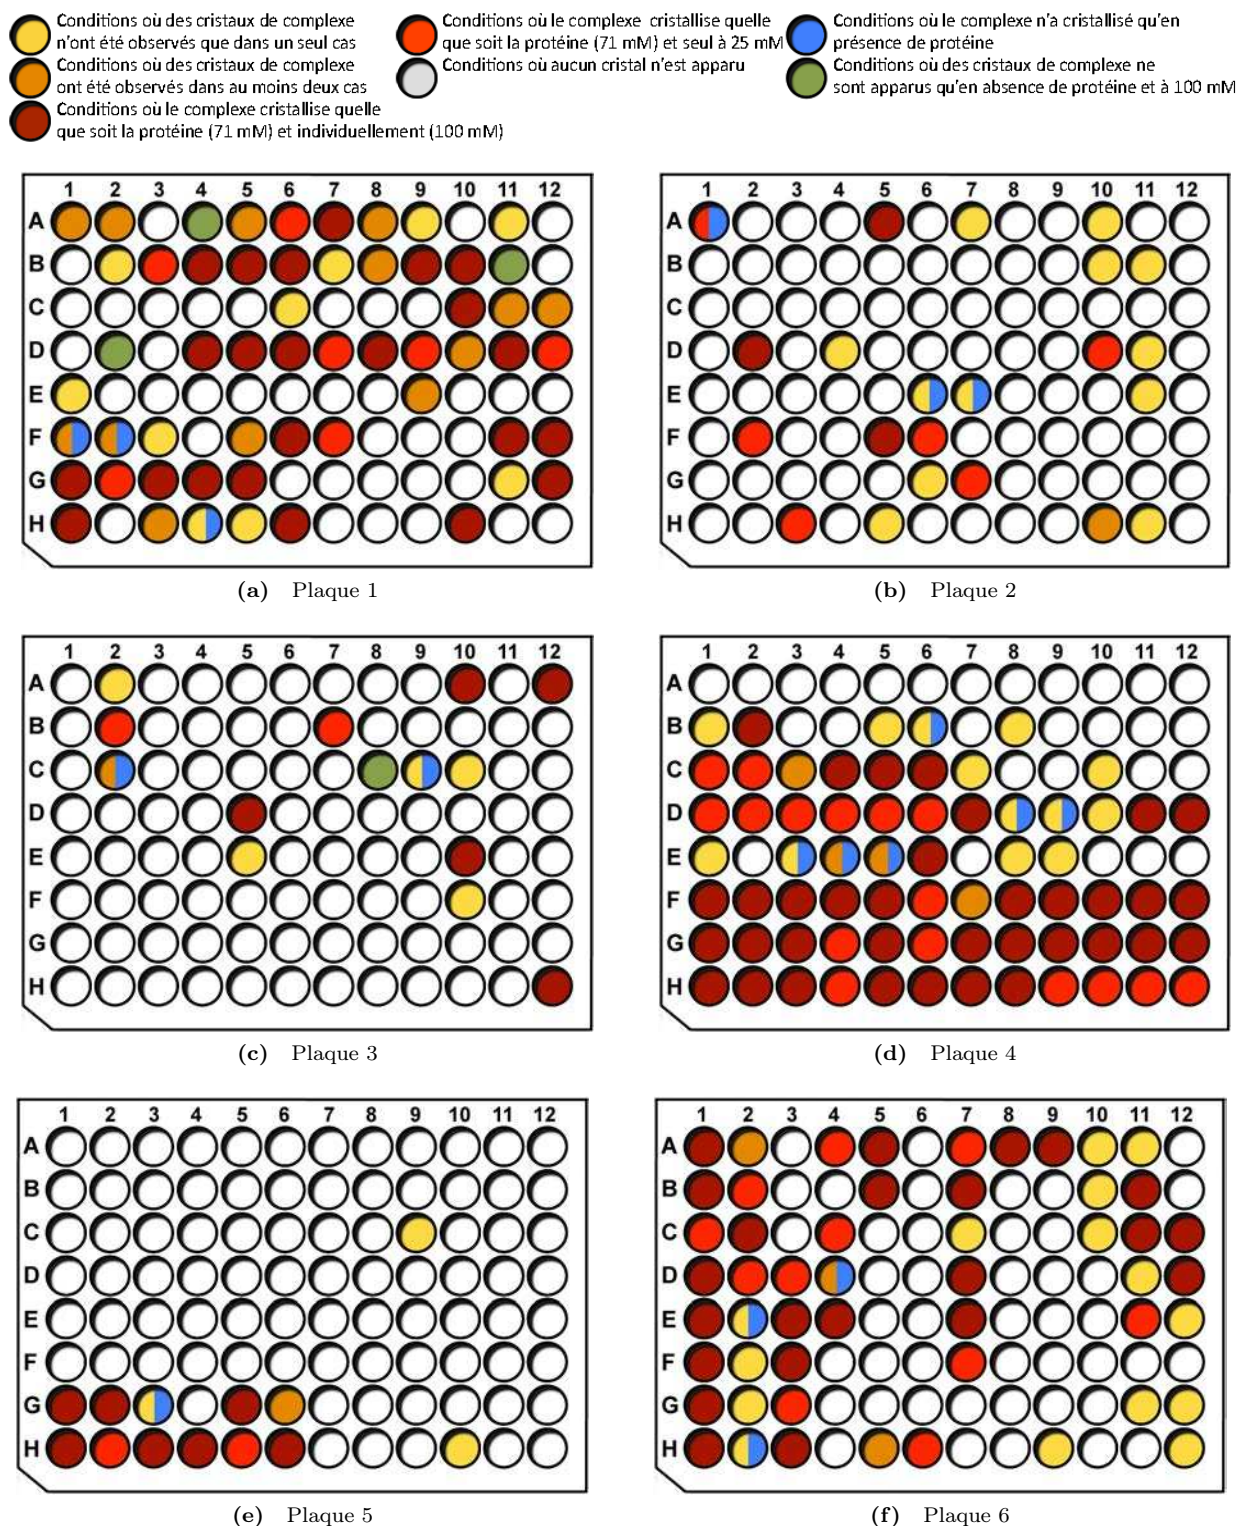 Conditions où des cristaux de complexe
n'ont été observés que dans un seul cas
Conditions où des cristaux de complexe
ont été observés dans au moins deux cas
Conditions où le complexe cristallise quelle
que soit la protéine (71 mM) et individuellement (100 mM)
Conditions où le complexe cristallise quelle
que soit la protéine (71 mM) et seul à 25 mM
Conditions où aucun cristal n'est apparu
Conditions où le complexe n'a cristallisé qu'en
présence de protéine
Conditions où des cristaux de complexe ne
sont apparus qu'en absence de protéine et à 100 mM
1 2 3 4 5 6 7 8 9 10 11 12
A
B
C
D
E
F
G
H
(a) Plaque 1
1 2 3 4 5 6 7 8 9 10 11 12
A
B
C
D
E
F
G
H
(b) Plaque 2
1 2 3 4 5 6 7 8 9 10 11 12
A
B
C
D
E
F
G
H
(c) Plaque 3
1 2 3 4 5 6 7 8 9 10 11 12
A
B
C
D
E
F
G
H
(d) Plaque 4
1 2 3 4 5 6 7 8 9 10 11 12
A
B
C
D
E
F
G
H
(e) Plaque 5
1 2 3 4 5 6 7 8 9 10 11 12
A
B
C
D
E
F
G
H
(f) Plaque 6